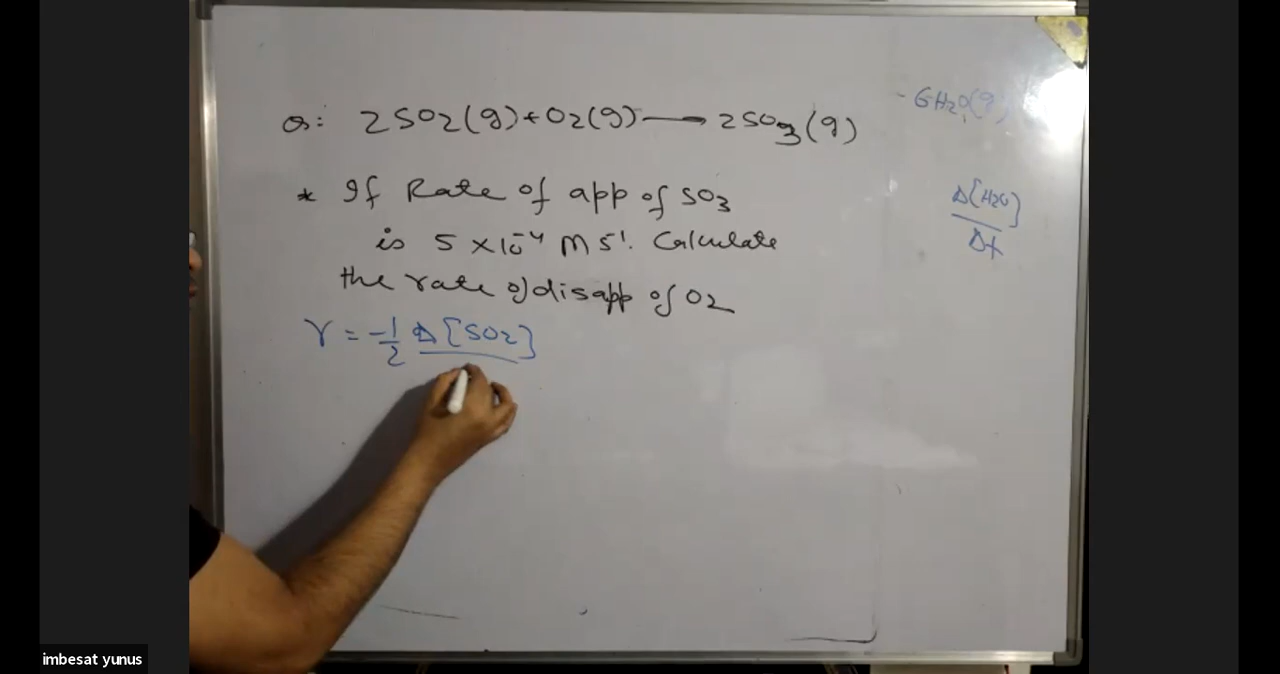 Q: 2SO2(g)+O2(g) → 2SO3(g)
* If Rate of app of SO3
is 5 ×10⁻⁴ M S⁻¹. Calculate
the rate of disapp of O2
r = -1/2 Δ[SO2]
- 6H2O(g)
Δ[H2O]
Δt
imbesat yunus